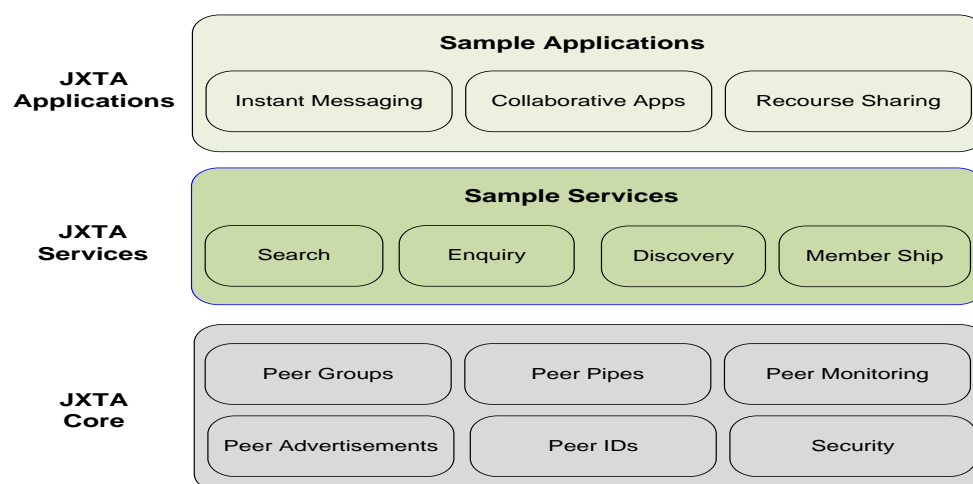 Sample Applications
JXTA
Applications
Instant Messaging
Collaborative Apps
Recourse Sharing
Sample Services
JXTA
Services
Search
Enquiry
Discovery
Member Ship
JXTA
Core
Peer Groups
Peer Pipes
Peer Monitoring
Peer Advertisements
Peer IDs
Security